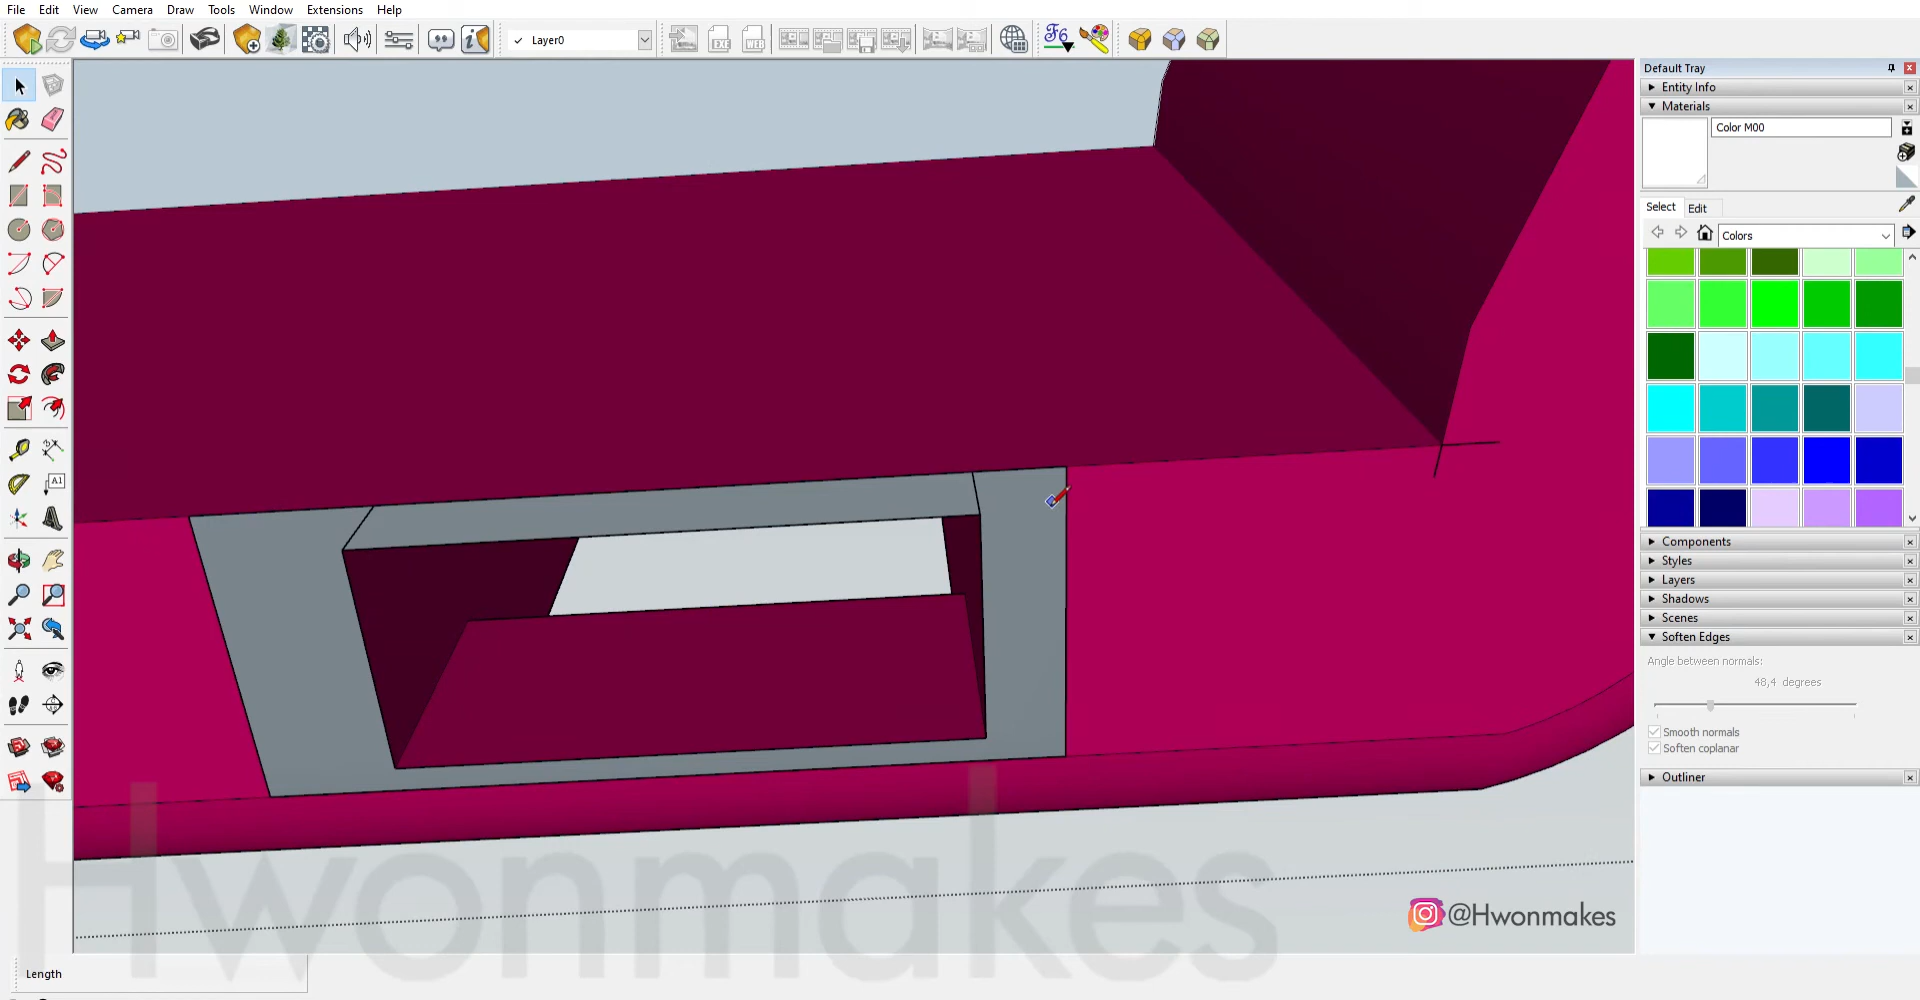 File Edit View Camera Draw Tools Window Extensions Help
Layer0
F6
Default Tray
Entity Info
Materials
Color M00
Select Edit
Colors
A1
Components
Styles
Layers
Shadows
Scenes
Soften Edges
Angle between normals:
48,4 degrees
Smooth normals
Soften coplanar
Outliner
Hwonmakes
@Hwonmakes
Length